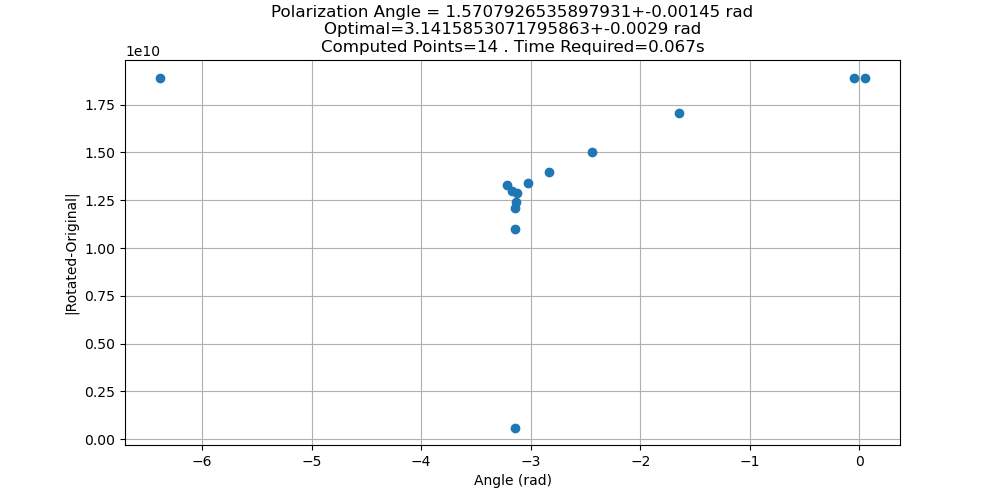 Polarization Angle = 1.5707926535897931+-0.00145 rad
Optimal=3.1415853071795863+-0.0029 rad
Computed Points=14 . Time Required=0.067s
1e10
1.75
1.50
1.25
1.00
0.75
0.50
0.25
0.00
|Rotated-Original|
−6
−5
−4
−3
−2
−1
0
Angle (rad)